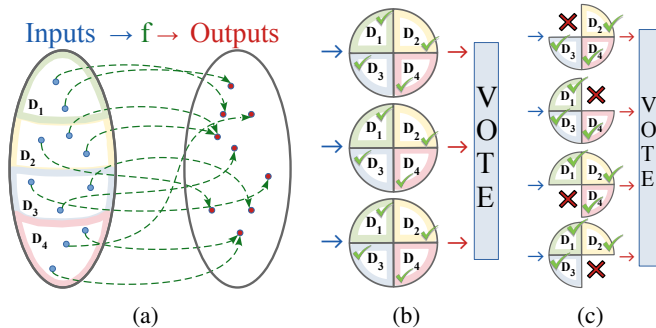 Inputs → f → Outputs
D1
D2
D3
D4
(a)
D1 D2
D3 D4
D1 D2
D3 D4
D1 D2
D3 D4
VOTE
(b)
D2
D3 D4
D1
D3 D4
D1 D2
D4
D1 D2
D3
VOTE
(c)